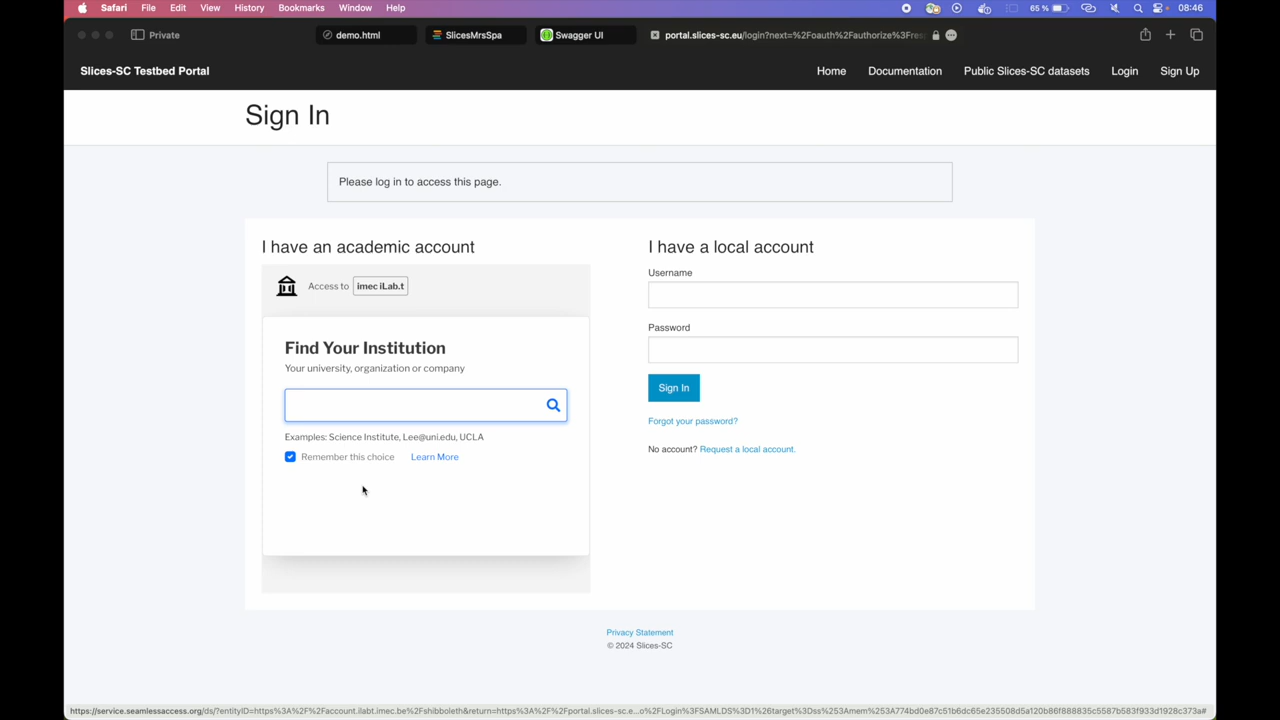 Safari File Edit View History Bookmarks Window Help 65 % 08:46
Private demo.html SlicesMrsSpa Swagger UI portal.slices-sc.eu/login?next=%2Foauth%2Fauthorize%3Fres
Slices-SC Testbed Portal Home Documentation Public Slices-SC datasets Login Sign Up
Sign In
Please log in to access this page.
I have an academic account
Access to imec iLab.t
Find Your Institution
Your university, organization or company
Examples: Science Institute, Lee@uni.edu, UCLA
Remember this choice Learn More
I have a local account
Username
Password
Sign In
Forgot your password?
No account? Request a local account.
Privacy Statement
© 2024 Slices-SC